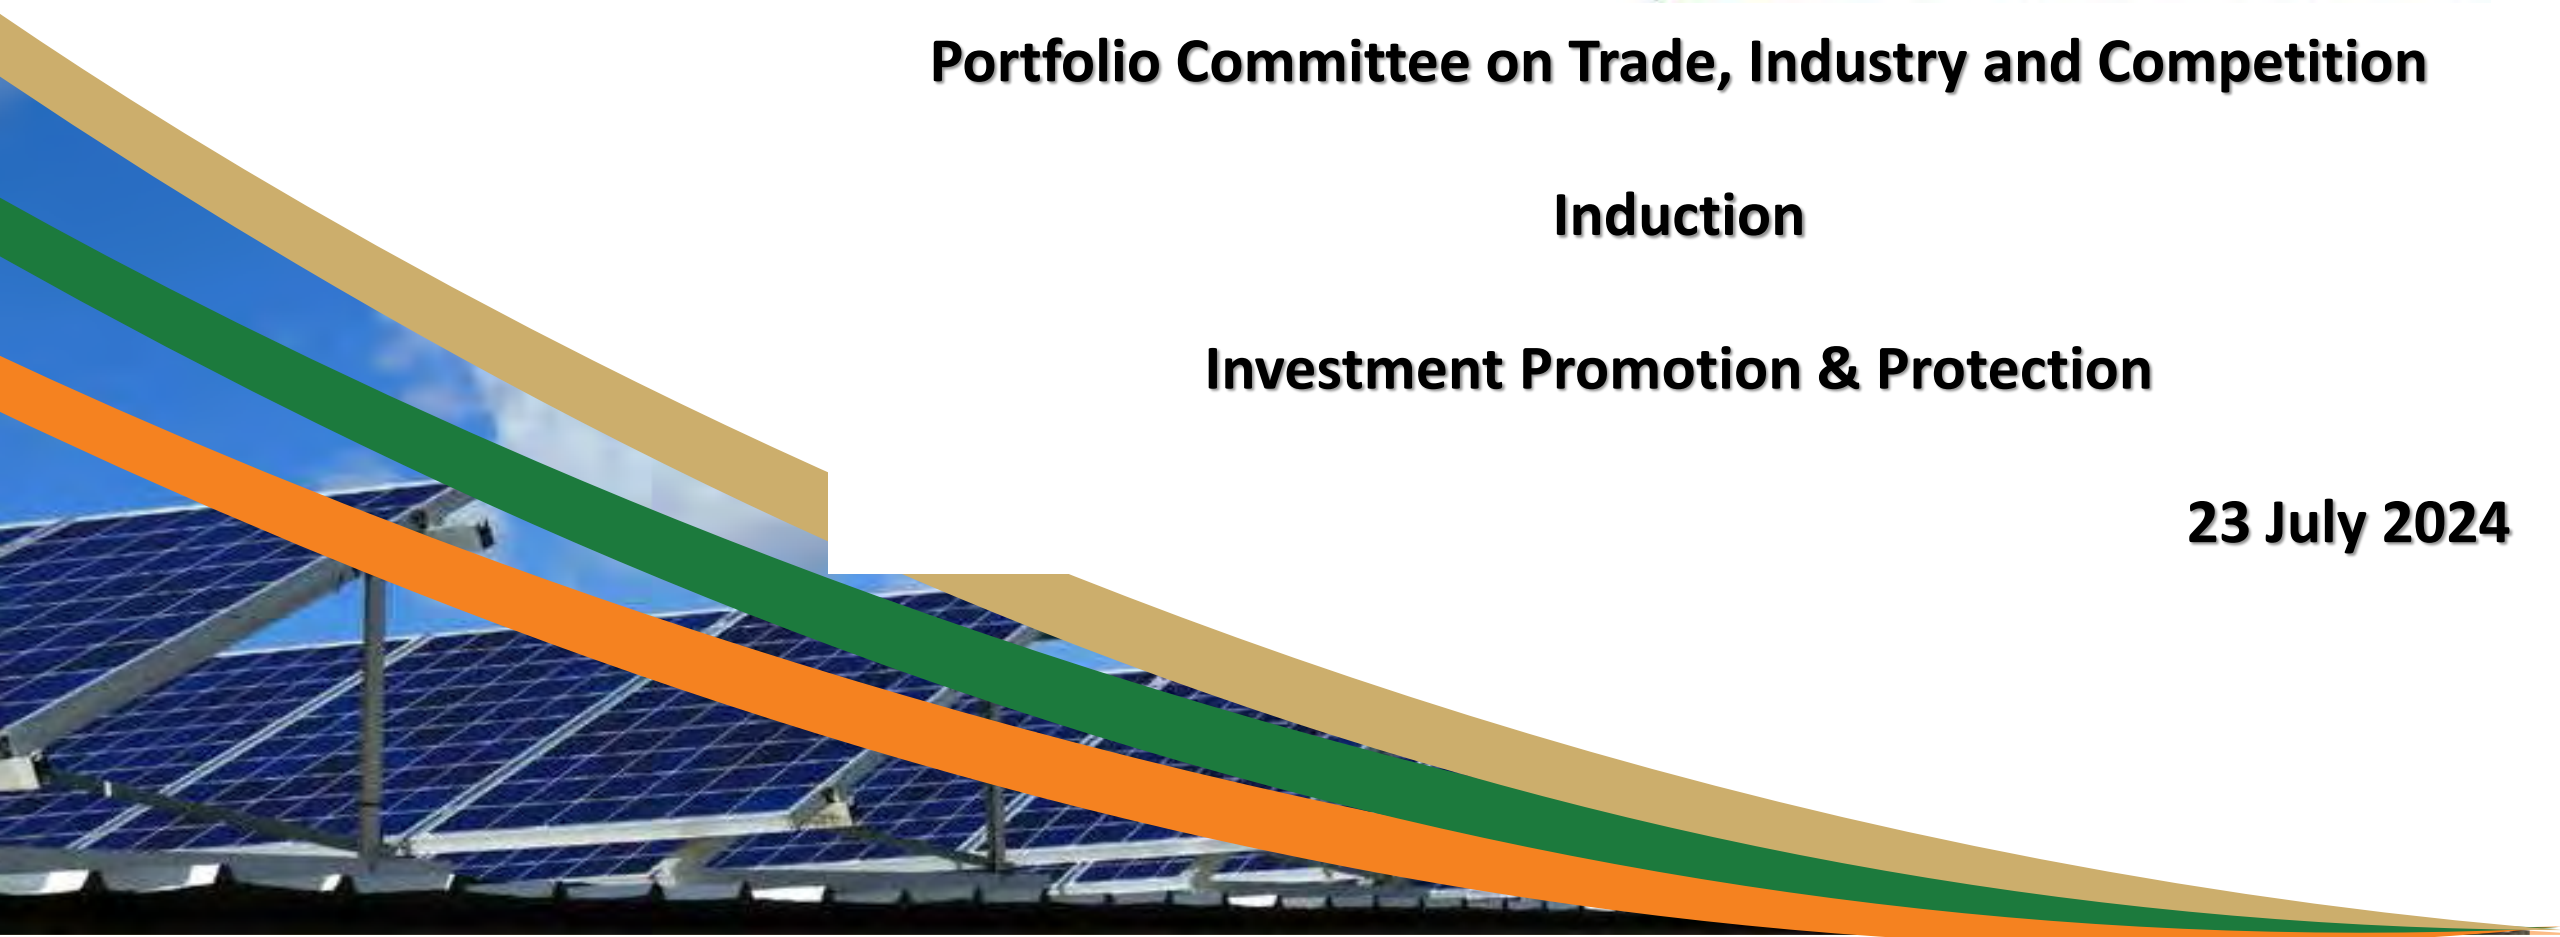 Portfolio Committee on Trade, Industry and Competition
Induction
Investment Promotion & Protection
23 July 2024